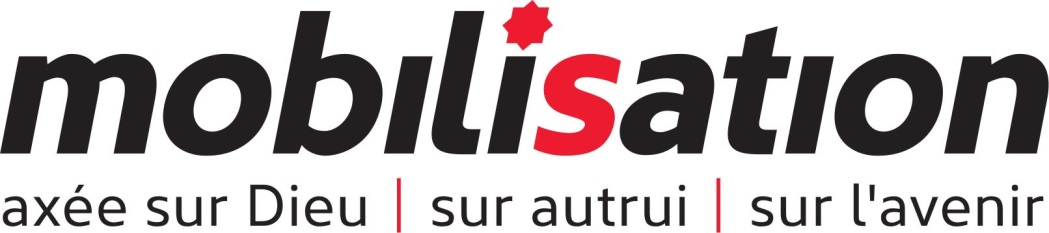 mobilisation
axée sur Dieu | sur autrui | sur l'avenir